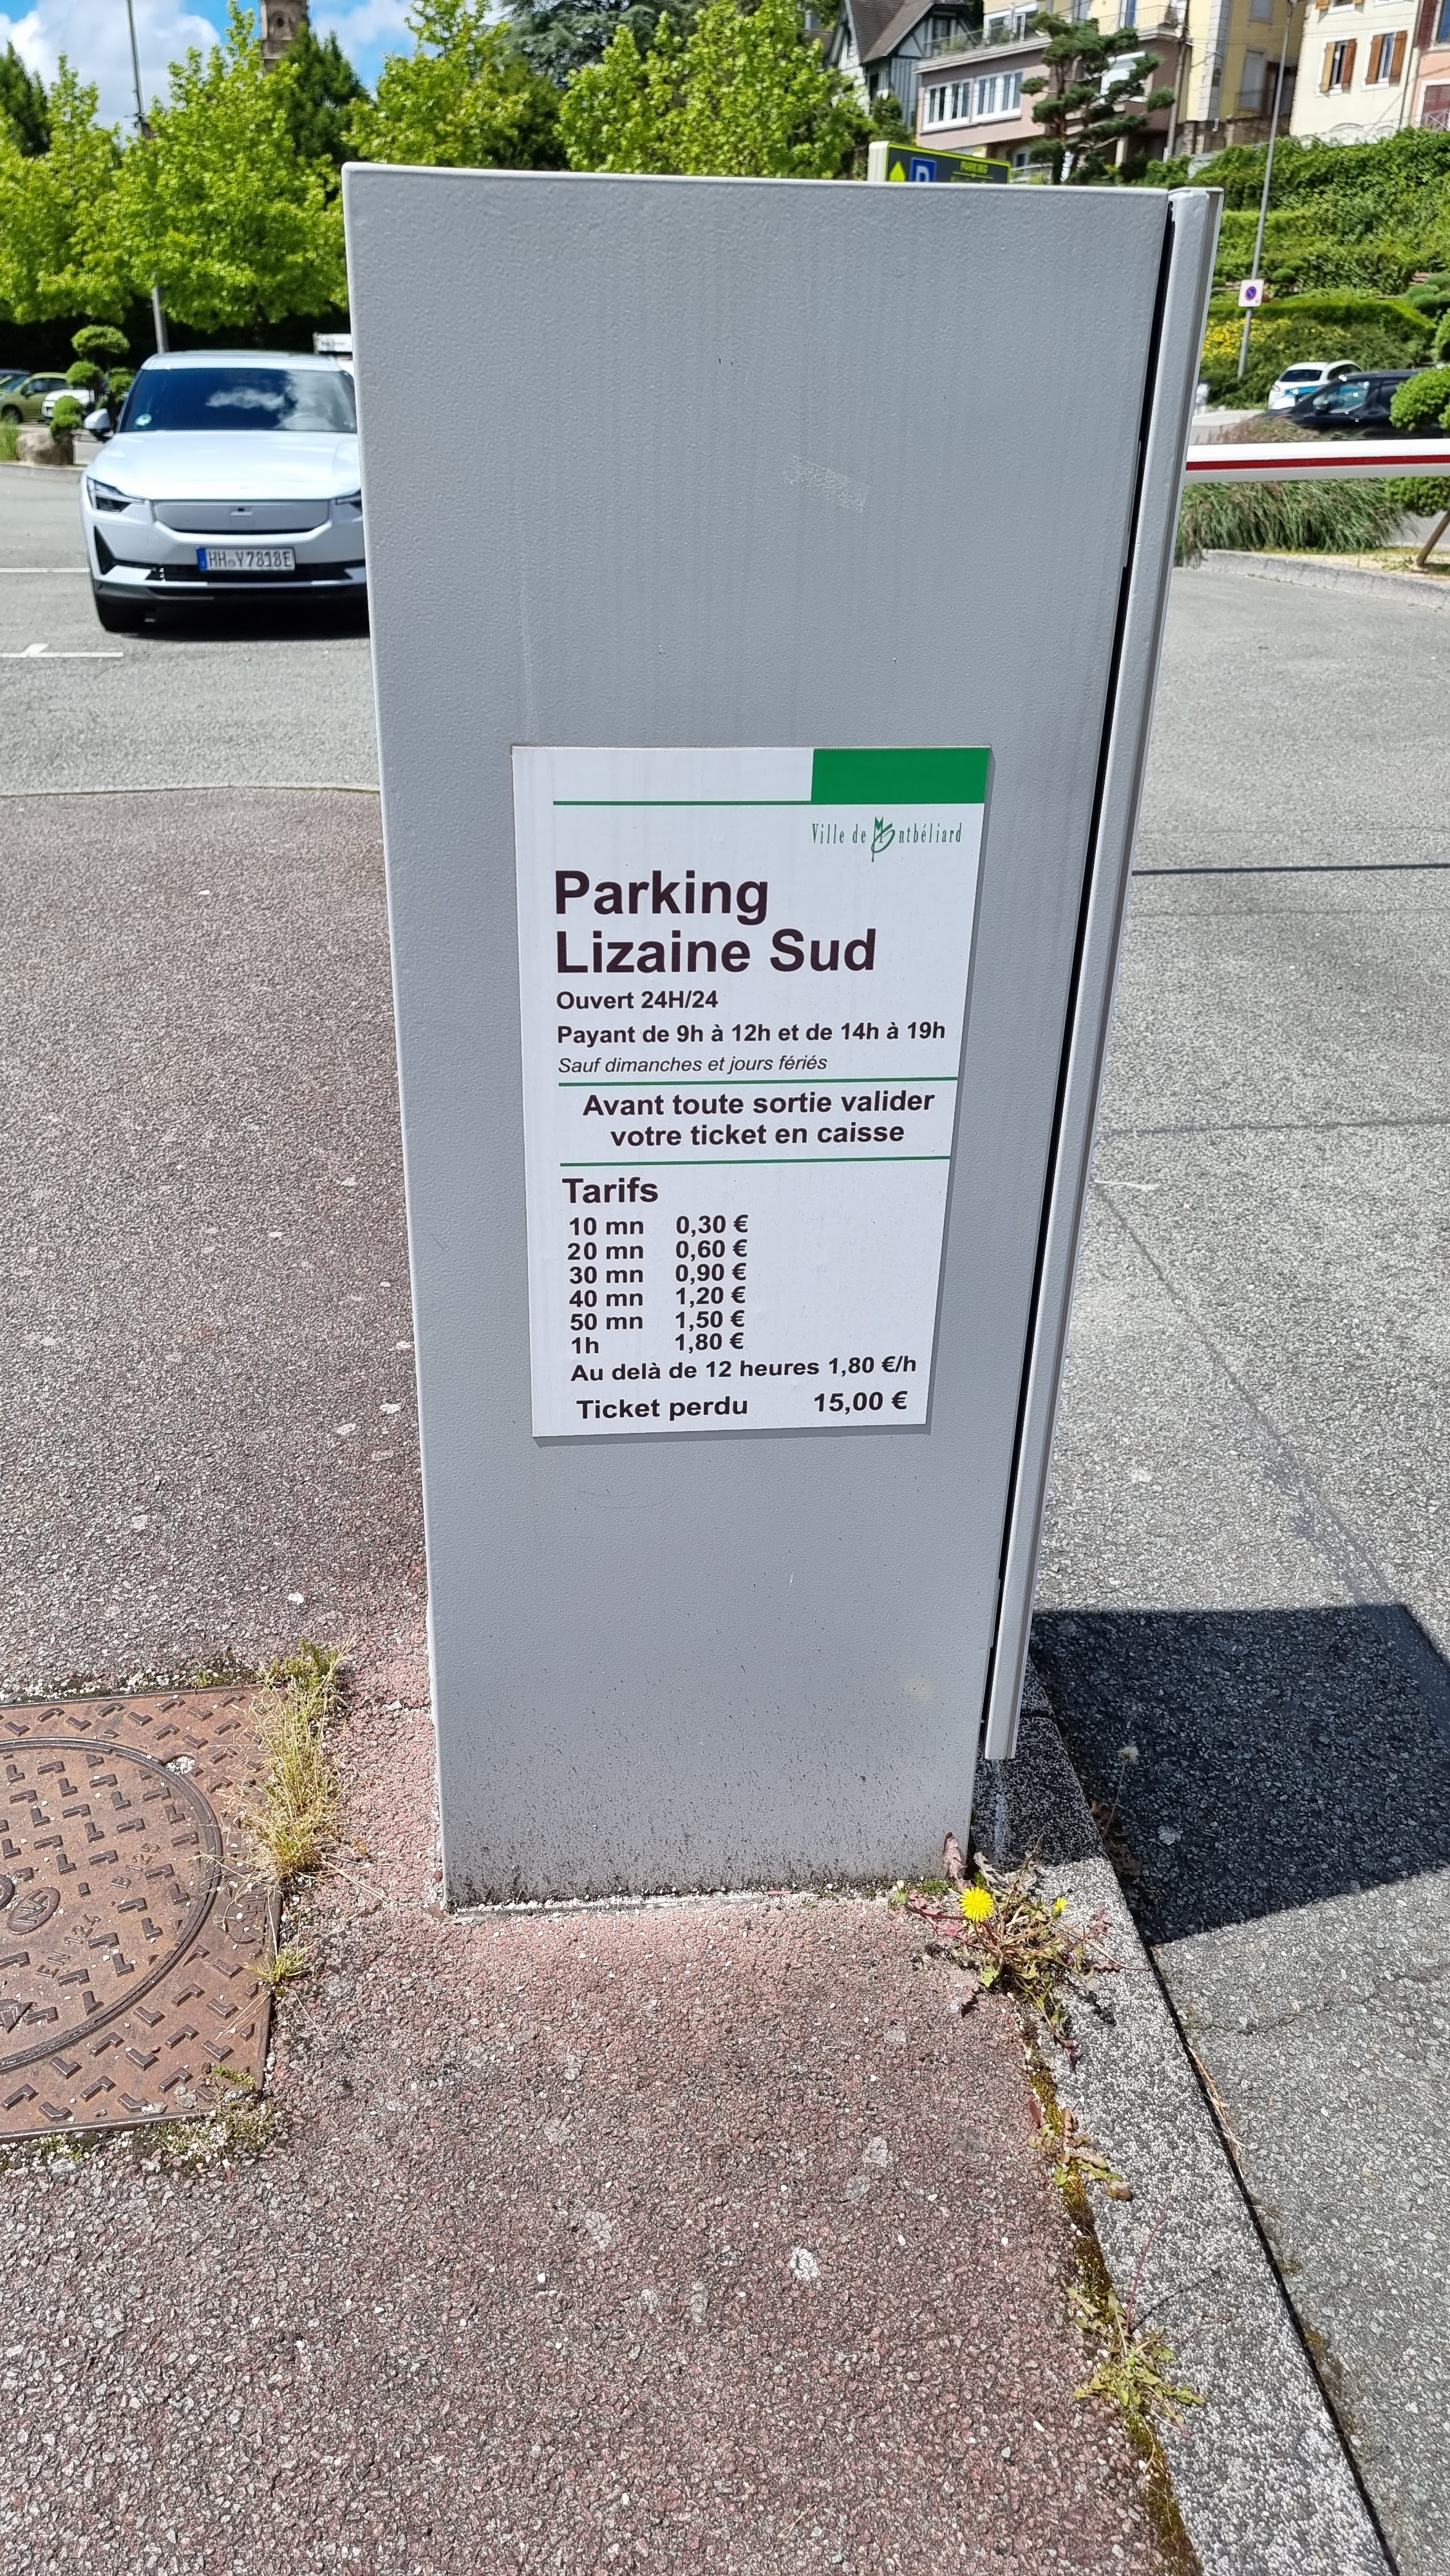 HH Y7818E
Ville de Montbéliard
Parking
Lizaine Sud
Ouvert 24H/24
Payant de 9h à 12h et de 14h à 19h
Sauf dimanches et jours fériés
Avant toute sortie valider
votre ticket en caisse
Tarifs
10 mn 0,30 €
20 mn 0,60 €
30 mn 0,90 €
40 mn 1,20 €
50 mn 1,50 €
1h 1,80 €
Au delà de 12 heures 1,80 €/h
Ticket perdu 15,00 €
EN 124